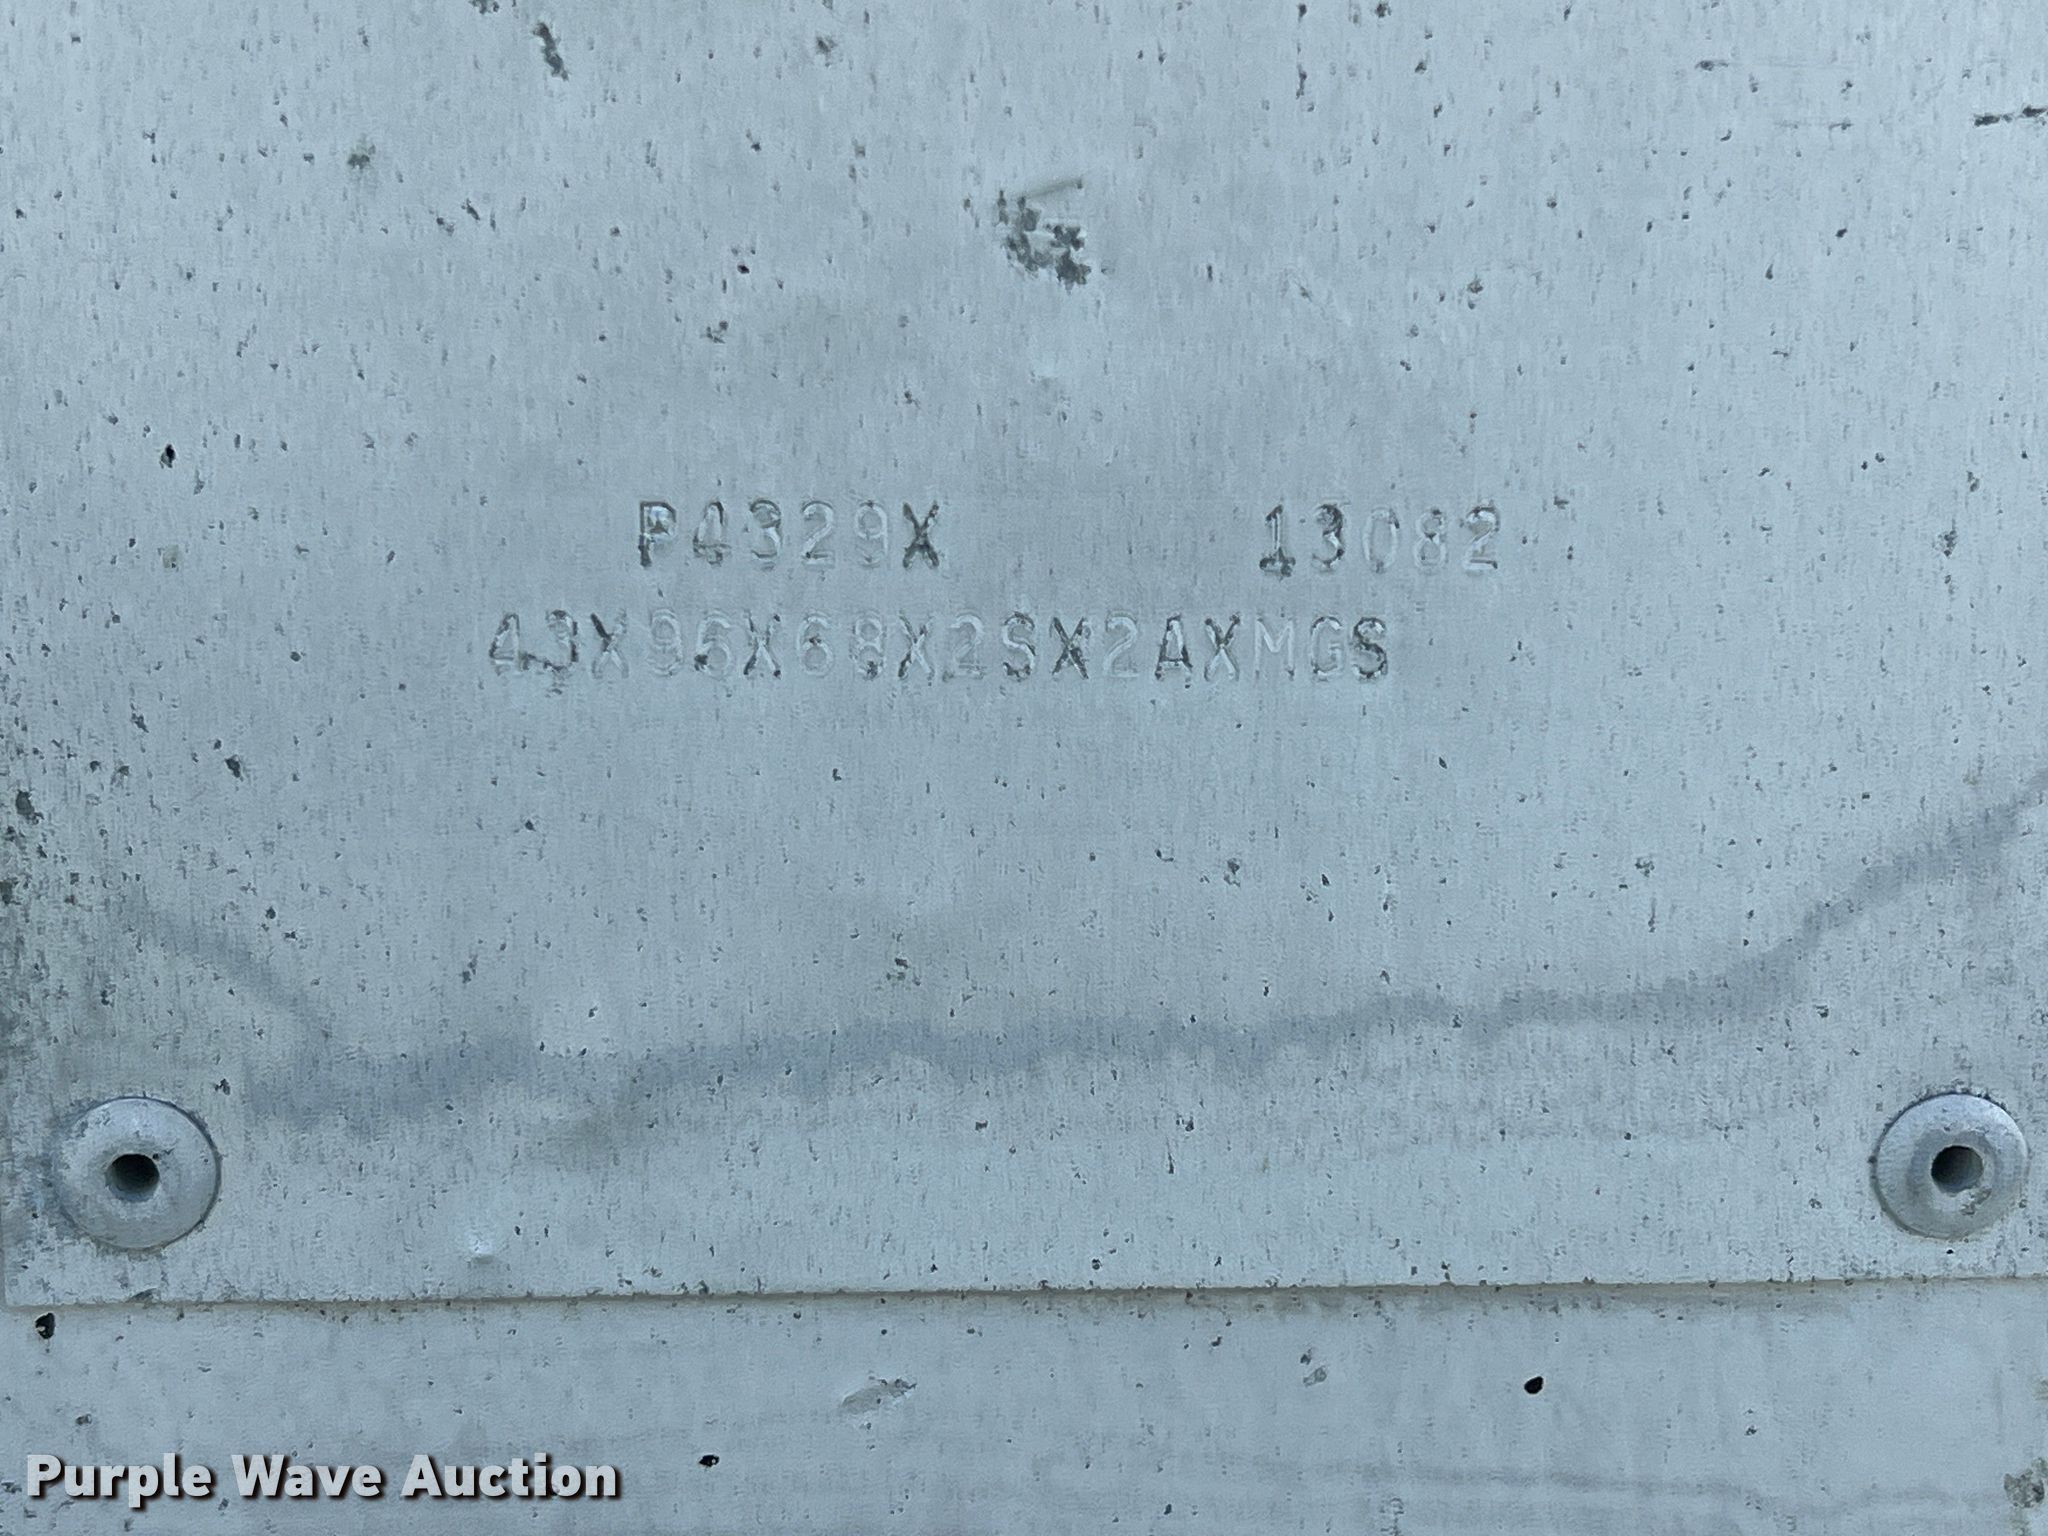 P4329X 13082
43X96X68X2SX2AXMGS
Purple Wave Auction